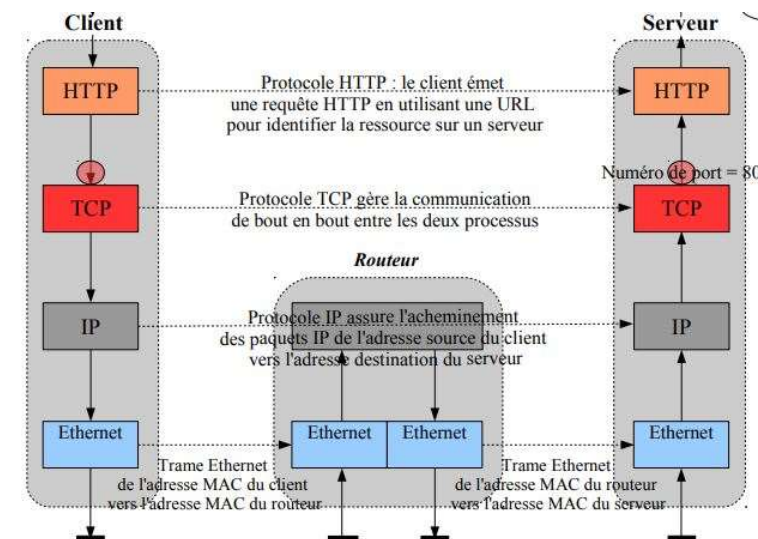 Client
Serveur
HTTP
Protocole HTTP : le client émet
une requête HTTP en utilisant une URL
pour identifier la ressource sur un serveur
HTTP
Numéro de port = 80
TCP
Protocole TCP gère la communication
de bout en bout entre les deux processus
TCP
Routeur
IP
Protocole IP assure l'acheminement
des paquets IP de l'adresse source du client
vers l'adresse destination du serveur
IP
Ethernet
Ethernet
Ethernet
Ethernet
Trame Ethernet
de l'adresse MAC du client
vers l'adresse MAC du routeur
Trame Ethernet
de l'adresse MAC du routeur
vers l'adresse MAC du serveur